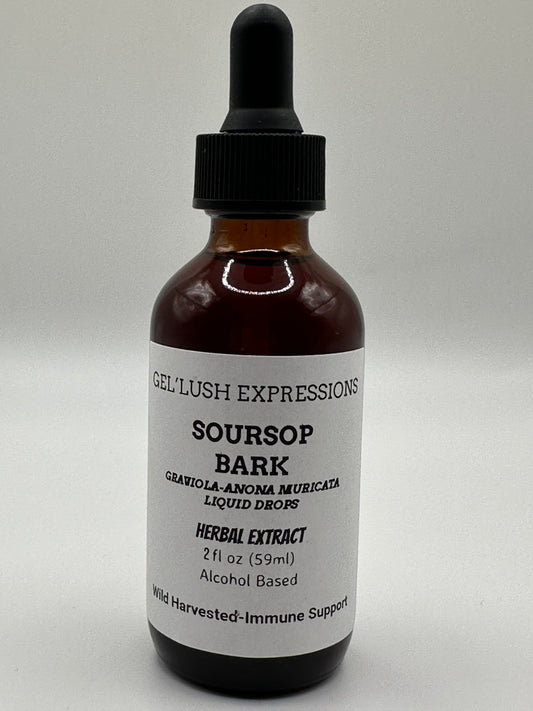 GEL'LUSH EXPRESSIONS
SOURSOP
BARK
GRAVIOLA-ANONA MURICATA
LIQUID DROPS
HERBAL EXTRACT
2 fl oz (59ml)
Alcohol Based
Wild Harvested-Immune Support